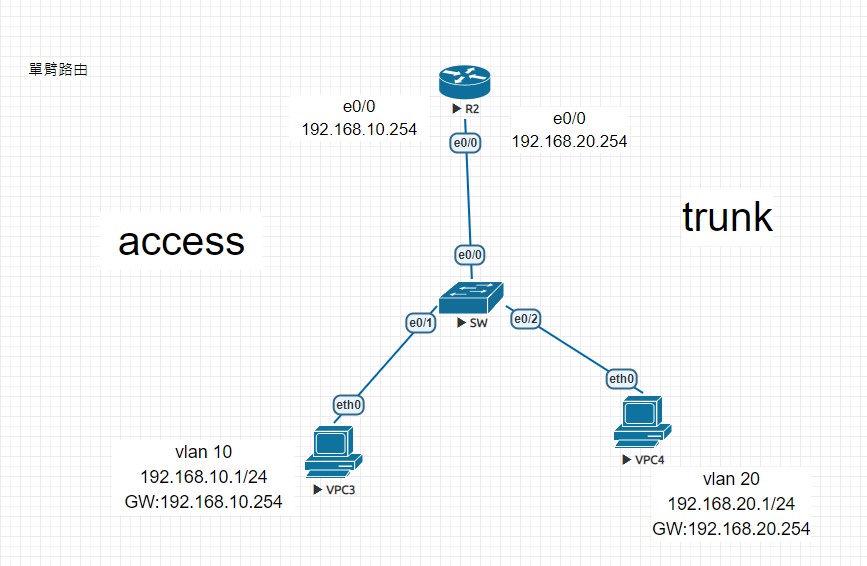 單臂路由
R2
e0/0
192.168.10.254
e0/0
192.168.20.254
e0/0
access
trunk
e0/0
SW
e0/1
e0/2
eth0
eth0
VPC3
VPC4
vlan 10
192.168.10.1/24
GW:192.168.10.254
vlan 20
192.168.20.1/24
GW:192.168.20.254